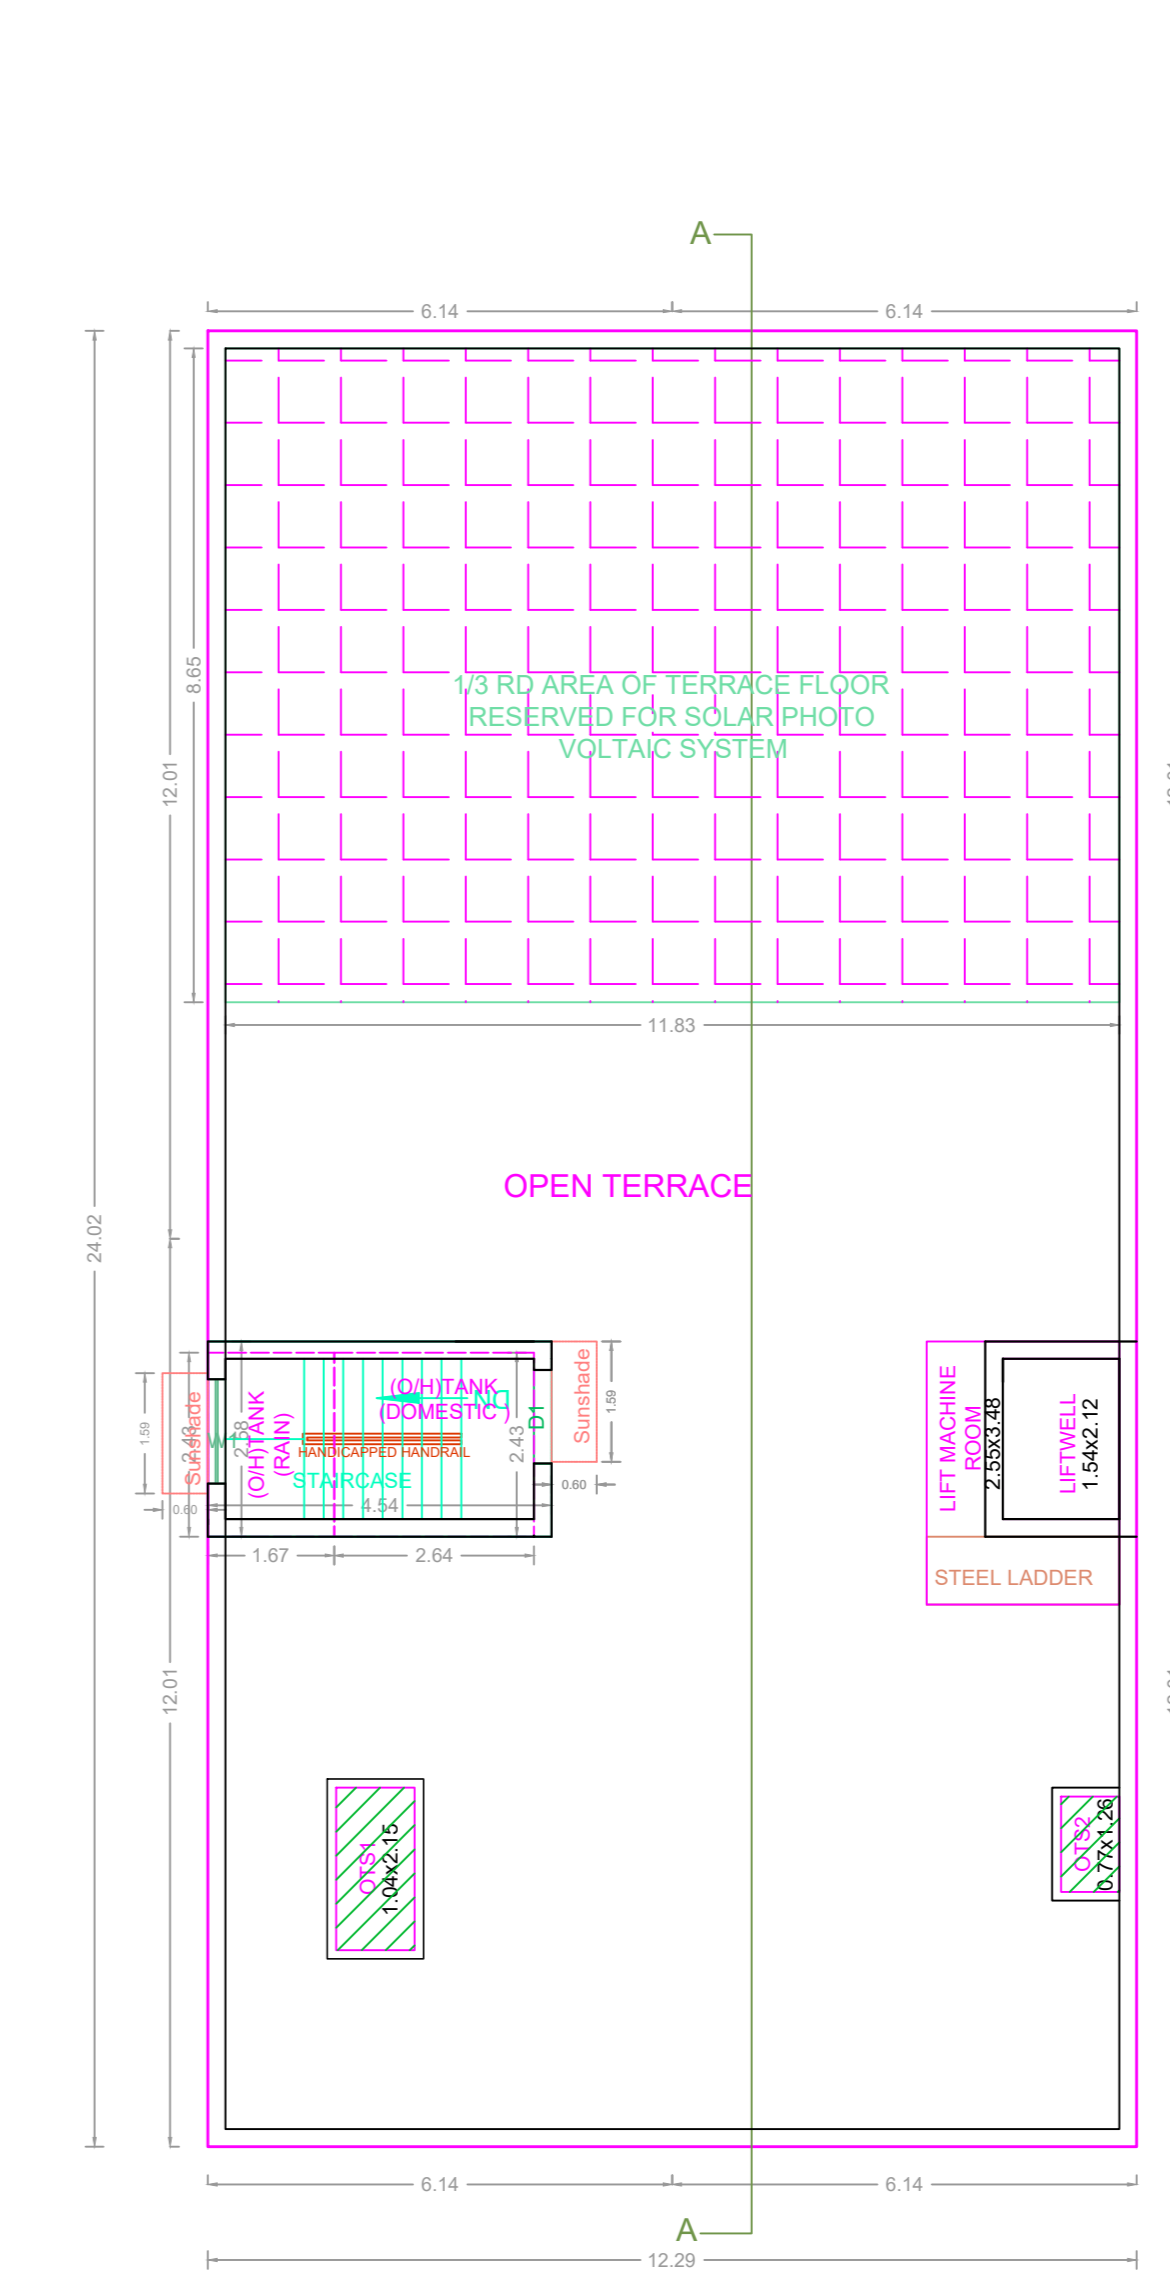 A
6.14
6.14
8.65
12.01
24.02
1/3 RD AREA OF TERRACE FLOOR
RESERVED FOR SOLAR PHOTO
VOLTAIC SYSTEM
11.83
OPEN TERRACE
Sunshade
1.59
0.60
2.43
2.58
(O/H)TANK
(RAIN)
(O/H)TANK
(DOMESTIC )
DN
HANDICAPPED HANDRAIL
STAIRCASE
4.54
2.43
D1
Sunshade
1.59
0.60
1.67
2.64
LIFT MACHINE
ROOM
2.55x3.48
LIFTWELL
1.54x2.12
STEEL LADDER
12.01
OTS1
1.04x2.15
OTS2
0.77x1.26
6.14
6.14
A
12.29